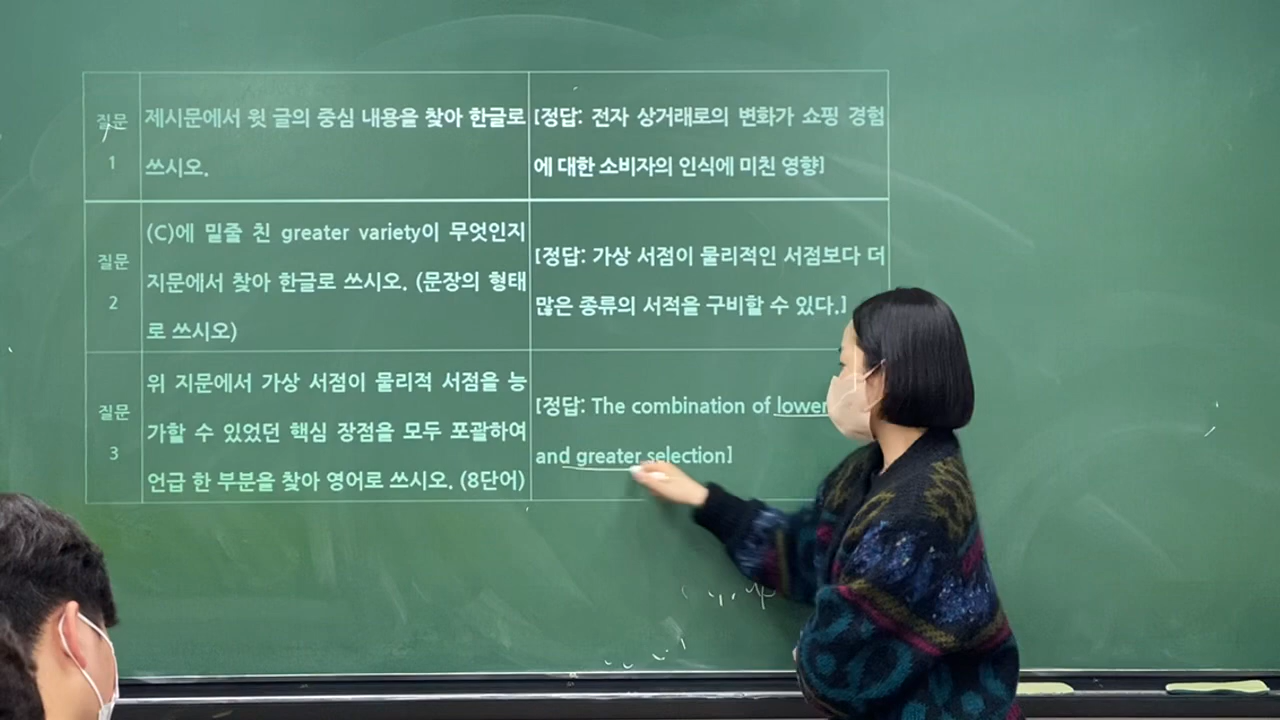 질문
1
제시문에서 윗 글의 중심 내용을 찾아 한글로
쓰시오.
[정답: 전자 상거래로의 변화가 쇼핑 경험
에 대한 소비자의 인식에 미친 영향]
질문
2
(C)에 밑줄 친 greater variety이 무엇인지
지문에서 찾아 한글로 쓰시오. (문장의 형태
로 쓰시오)
[정답: 가상 서점이 물리적인 서점보다 더
많은 종류의 서적을 구비할 수 있다.]
질문
3
위 지문에서 가상 서점이 물리적 서점을 능
가할 수 있었던 핵심 장점을 모두 포괄하여
언급 한 부분을 찾아 영어로 쓰시오. (8단어)
[정답: The combination of lower
and greater selection]